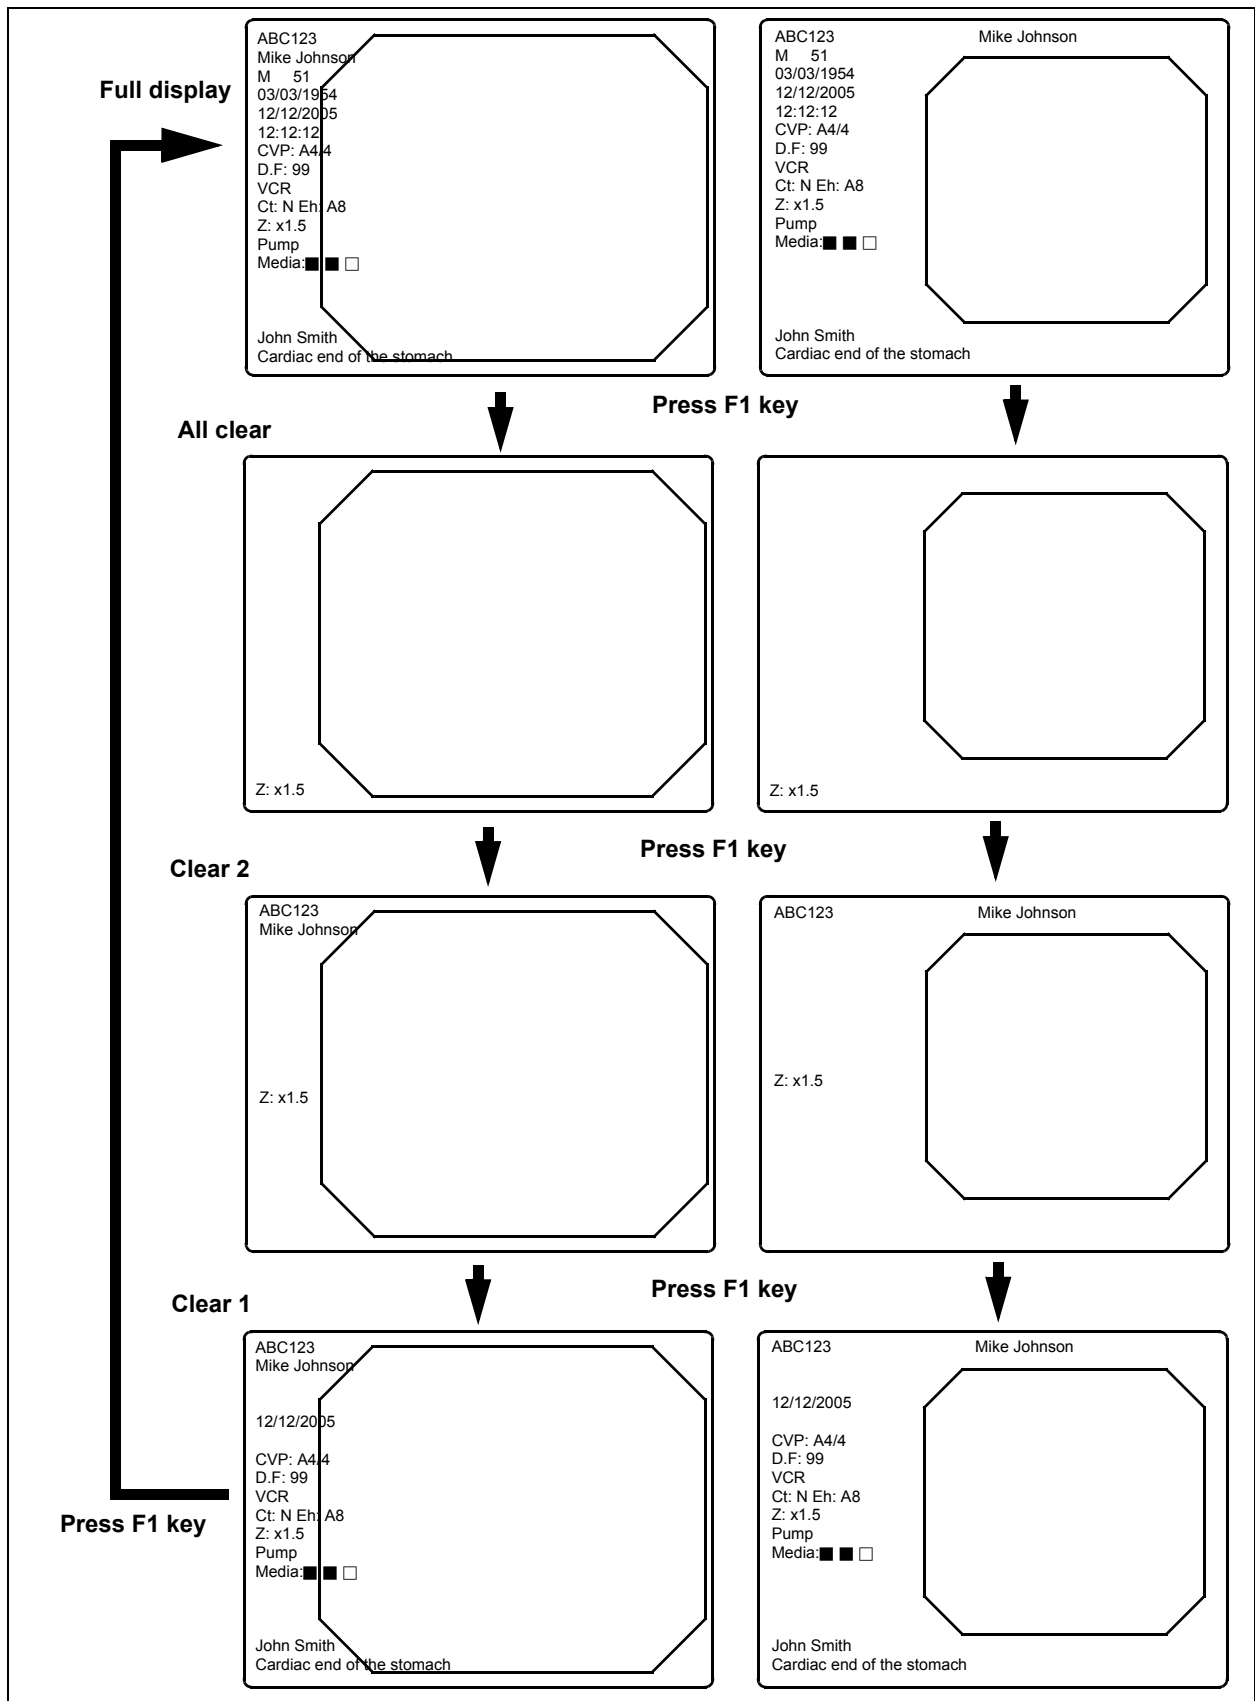 Full display
ABC123
Mike Johnson
M 51
03/03/1954
12/12/2005
12:12:12
CVP: A4/4
D.F: 99
VCR
Ct: N Eh: A8
Z: x1.5
Pump
Media:■ ■ □
John Smith
Cardiac end of the stomach
ABC123
Mike Johnson
M 51
03/03/1954
12/12/2005
12:12:12
CVP: A4/4
D.F: 99
VCR
Ct: N Eh: A8
Z: x1.5
Pump
Media:■ ■ □
John Smith
Cardiac end of the stomach
Press F1 key
All clear
Z: x1.5
Z: x1.5
Press F1 key
Clear 2
ABC123
Mike Johnson
Z: x1.5
ABC123
Mike Johnson
Z: x1.5
Press F1 key
Clear 1
ABC123
Mike Johnson
12/12/2005
CVP: A4/4
D.F: 99
VCR
Ct: N Eh: A8
Z: x1.5
Pump
Media:■ ■ □
John Smith
Cardiac end of the stomach
ABC123
Mike Johnson
12/12/2005
CVP: A4/4
D.F: 99
VCR
Ct: N Eh: A8
Z: x1.5
Pump
Media:■ ■ □
John Smith
Cardiac end of the stomach
Press F1 key